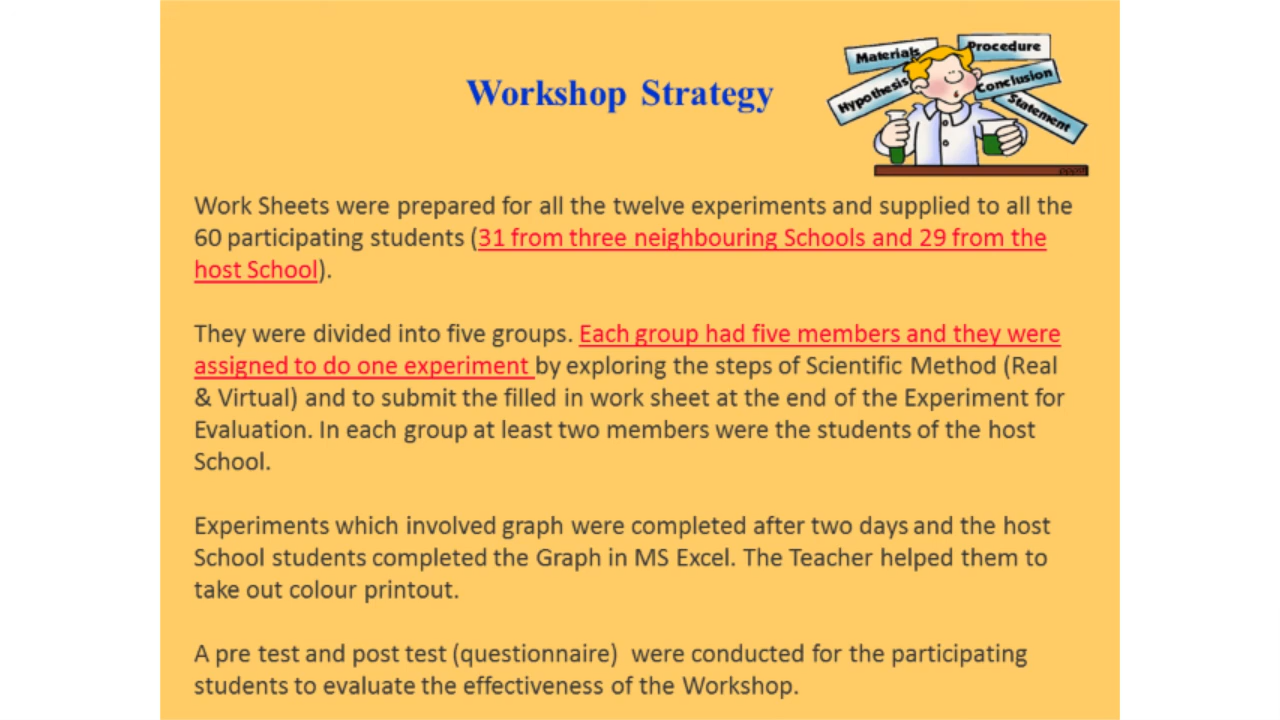 Materials
Procedure
Hypothesis
Conclusion
Statement
Workshop Strategy
Work Sheets were prepared for all the twelve experiments and supplied to all the
60 participating students (31 from three neighbouring Schools and 29 from the
host School).
They were divided into five groups. Each group had five members and they were
assigned to do one experiment by exploring the steps of Scientific Method (Real
& Virtual) and to submit the filled in work sheet at the end of the Experiment for
Evaluation. In each group at least two members were the students of the host
School.
Experiments which involved graph were completed after two days and the host
School students completed the Graph in MS Excel. The Teacher helped them to
take out colour printout.
A pre test and post test (questionnaire) were conducted for the participating
students to evaluate the effectiveness of the Workshop.